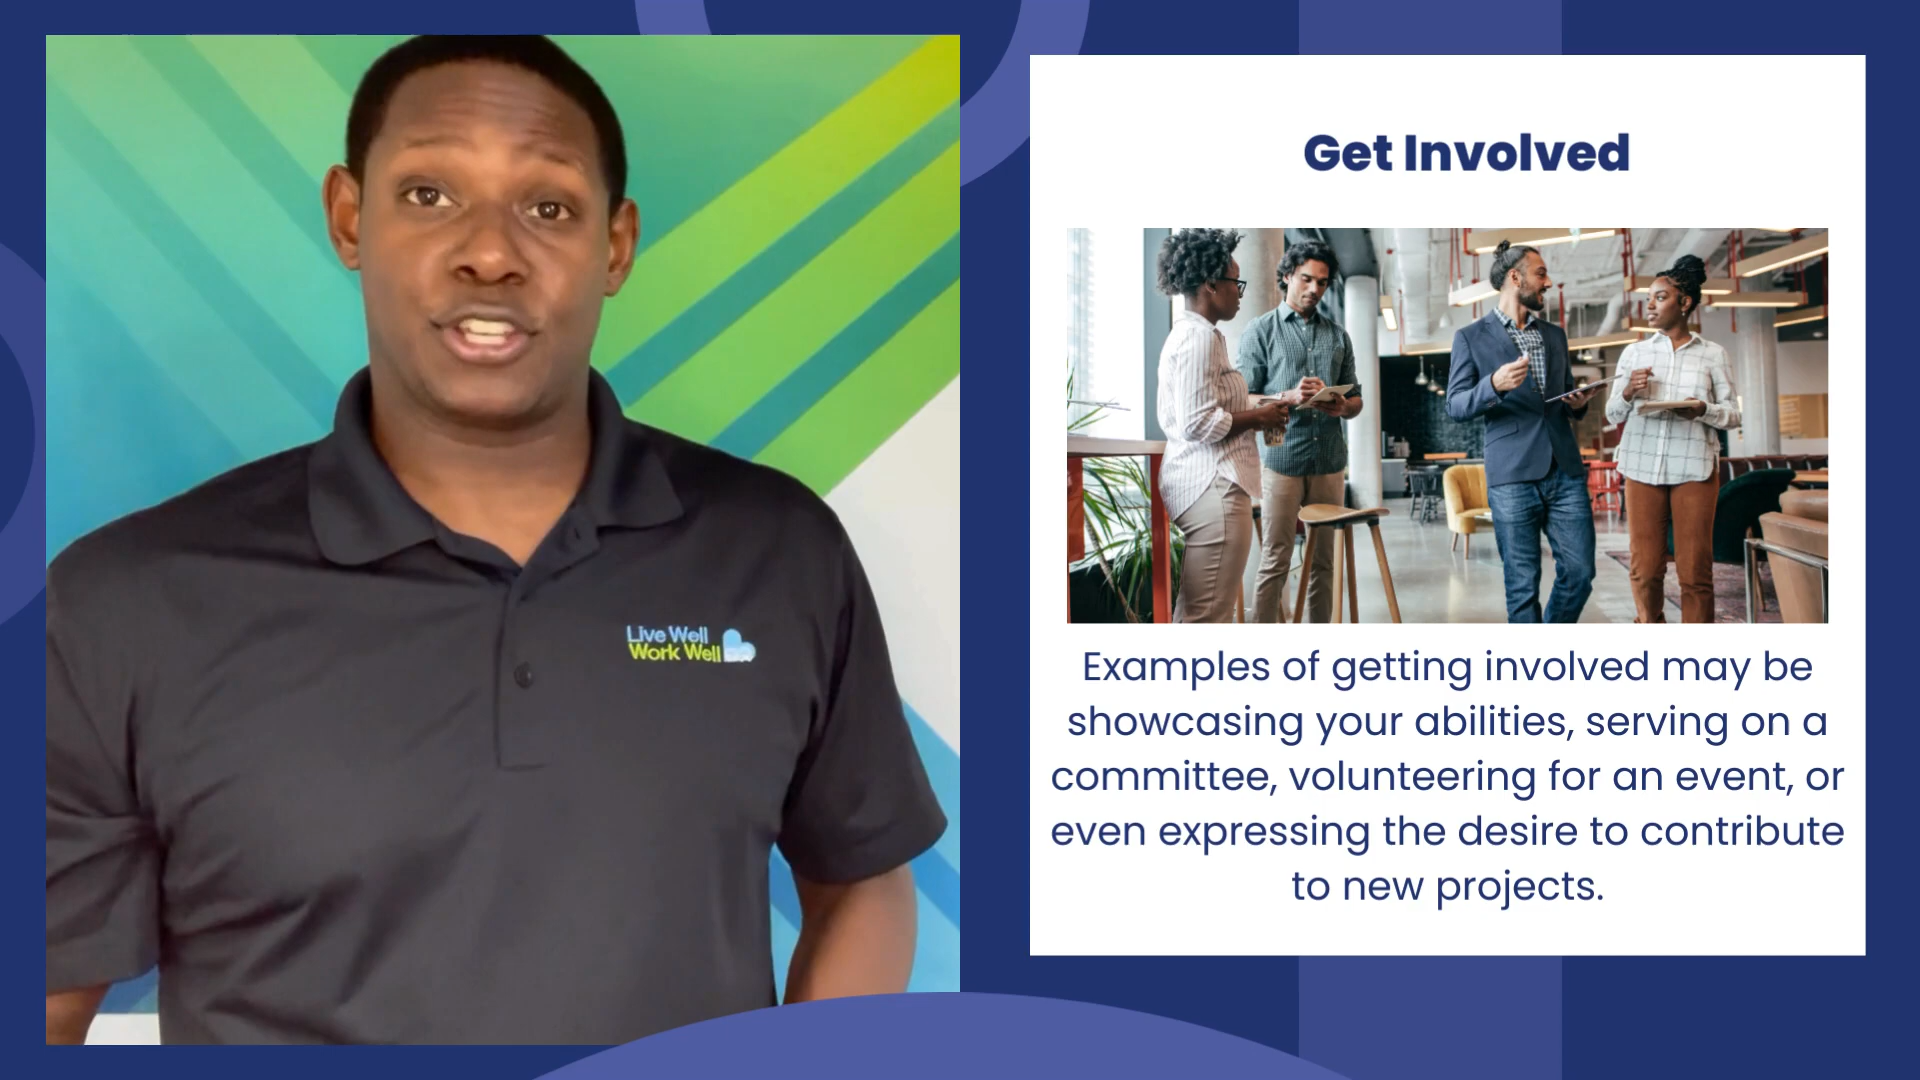 Live Well
Work Well
Get Involved
Examples of getting involved may be
showcasing your abilities, serving on a
committee, volunteering for an event, or
even expressing the desire to contribute
to new projects.